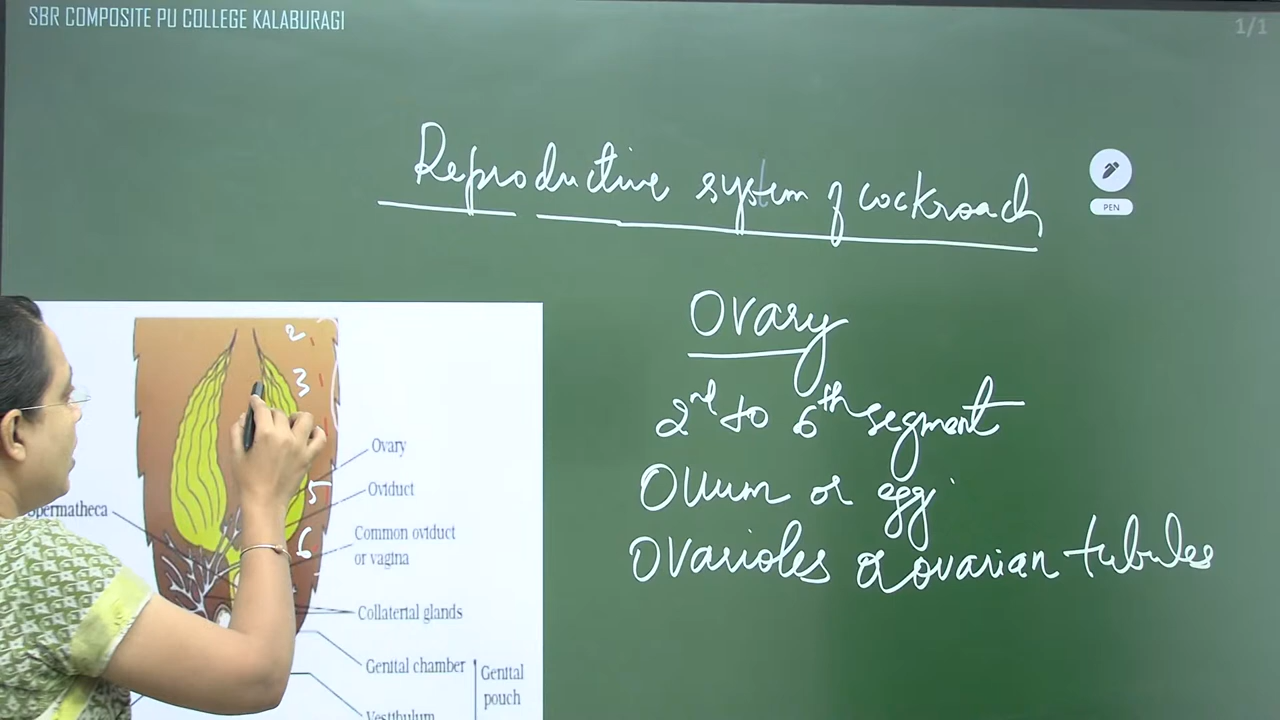 SBR COMPOSITE PU COLLEGE KALABURAGI
1/1
Reproductive system of cockroach
PEN
Ovary
2nd to 6th segment
Ovum or egg
Ovarioles or ovarian tubules
2
3
5
6
Ovary
Oviduct
Spermatheca
Common oviduct
or vagina
Collaterial glands
Genital chamber
Genital
pouch
Vestibulum